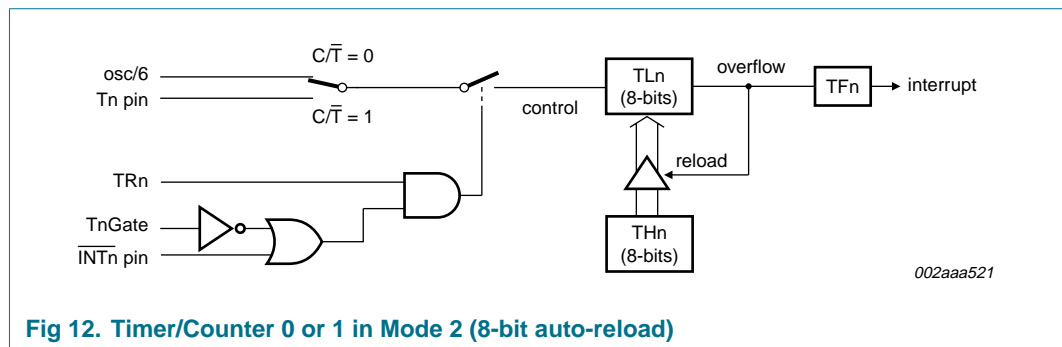 osc/6
Tn pin
C/T̅ = 0
C/T̅ = 1
control
TLn
(8-bits)
overflow
TFn
interrupt
reload
THn
(8-bits)
TRn
TnGate
I̅N̅T̅n̅ pin
002aaa521
Fig 12. Timer/Counter 0 or 1 in Mode 2 (8-bit auto-reload)